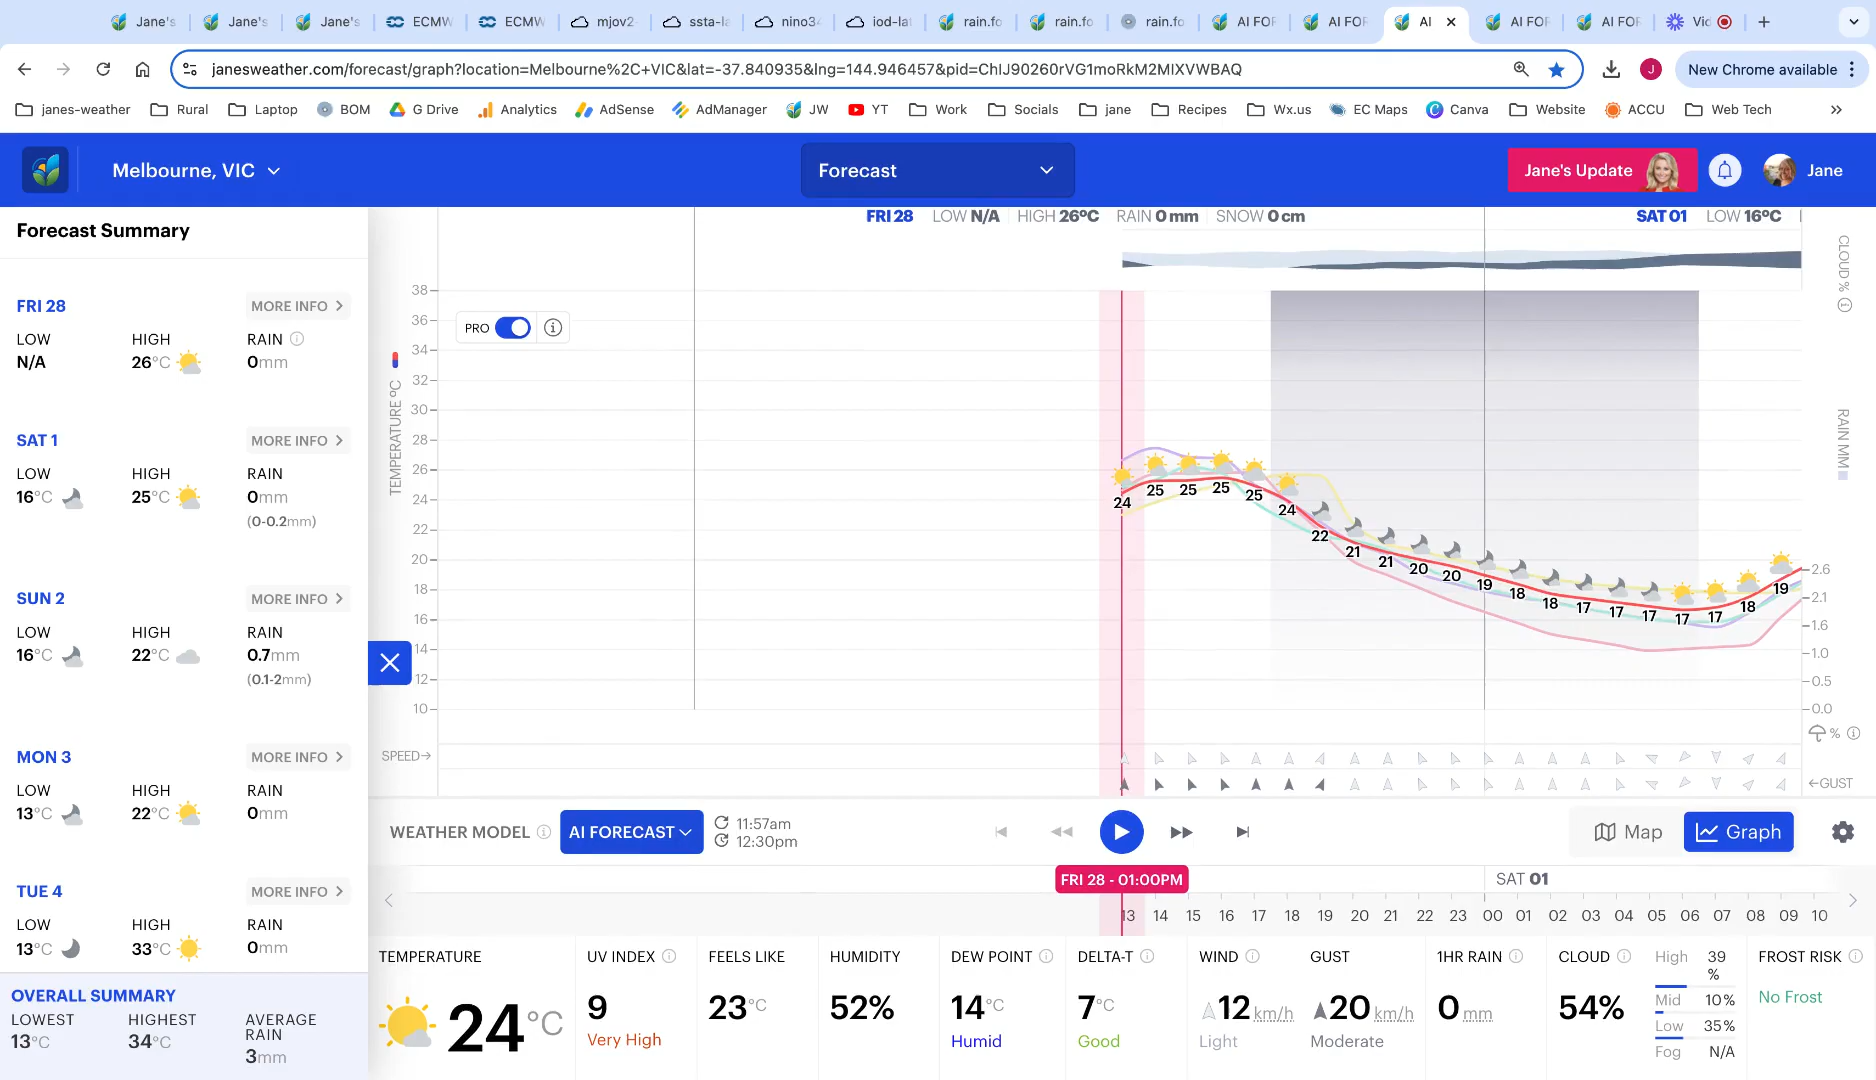 Jane's Jane's Jane's ECMW ECMW mjov2- ssta-la nino34 iod-lat rain.fo rain.fo rain.fo AI FOR AI FOR AI AI FOR AI FOR Vic
janesweather.com/forecast/graph?location=Melbourne%2C+VIC&lat=-37.840935&lng=144.946457&pid=ChIJ90260rVG1moRkM2MIXVWBAQ J New Chrome available
janes-weather Rural Laptop BOM G Drive Analytics AdSense AdManager JW YT Work Socials jane Recipes Wx.us EC Maps Canva Website ACCU Web Tech
Melbourne, VIC Forecast Jane's Update Jane
Forecast Summary
FRI 28 MORE INFO
LOW HIGH RAIN
N/A 26°C 0mm
SAT 1 MORE INFO
LOW HIGH RAIN
16°C 25°C 0mm
(0-0.2mm)
SUN 2 MORE INFO
LOW HIGH RAIN
16°C 22°C 0.7mm
(0.1-2mm)
MON 3 MORE INFO
LOW HIGH RAIN
13°C 22°C 0mm
TUE 4 MORE INFO
LOW HIGH RAIN
13°C 33°C 0mm
OVERALL SUMMARY
LOWEST HIGHEST AVERAGE RAIN
13°C 34°C 3mm
FRI 28 LOW N/A HIGH 26ºC RAIN 0 mm SNOW 0 cm SAT 01 LOW 16ºC
CLOUD %
PRO
TEMPERATURE ºC
38
36
34
32
30
28
26
24
22
20
18
16
14
12
10
24 25 25 25 25 24 22 21 21 20 20 19 18 18 17 17 17 17 17 18 19
RAIN MM
2.6
2.1
1.6
1.0
0.5
0.0
%
SPEED→
←GUST
WEATHER MODEL AI FORECAST 11:57am
12:30pm
Map Graph
FRI 28 - 01:00PM SAT 01
13 14 15 16 17 18 19 20 21 22 23 00 01 02 03 04 05 06 07 08 09 10
TEMPERATURE UV INDEX FEELS LIKE HUMIDITY DEW POINT DELTA-T WIND GUST 1HR RAIN CLOUD FROST RISK
24°C 9 23°C 52% 14°C 7°C 12 km/h 20 km/h 0 mm 54% No Frost
Very High Humid Good Light Moderate
High 39 %
Mid 10%
Low 35%
Fog N/A